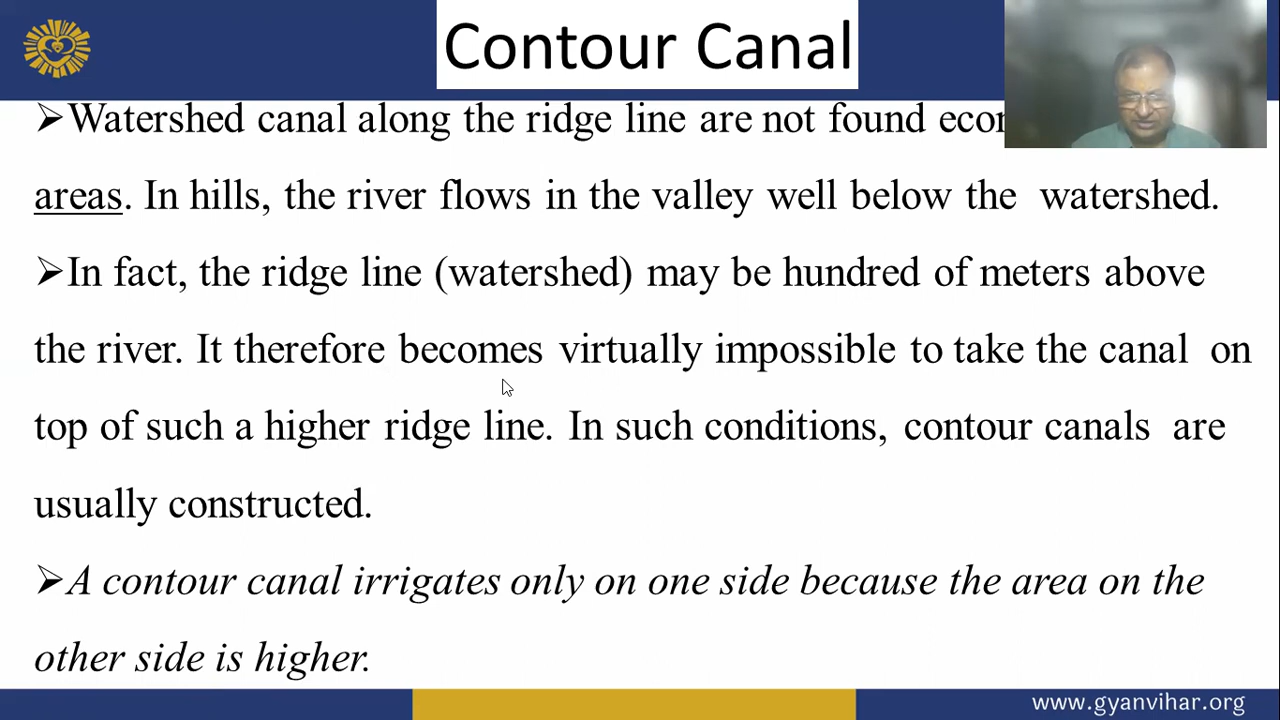 Contour Canal
➢Watershed canal along the ridge line are not found
areas. In hills, the river flows in the valley well below the watershed.
➢In fact, the ridge line (watershed) may be hundred of meters above
the river. It therefore becomes virtually impossible to take the canal on
top of such a higher ridge line. In such conditions, contour canals are
usually constructed.
➢A contour canal irrigates only on one side because the area on the
other side is higher.
www.gyanvihar.org